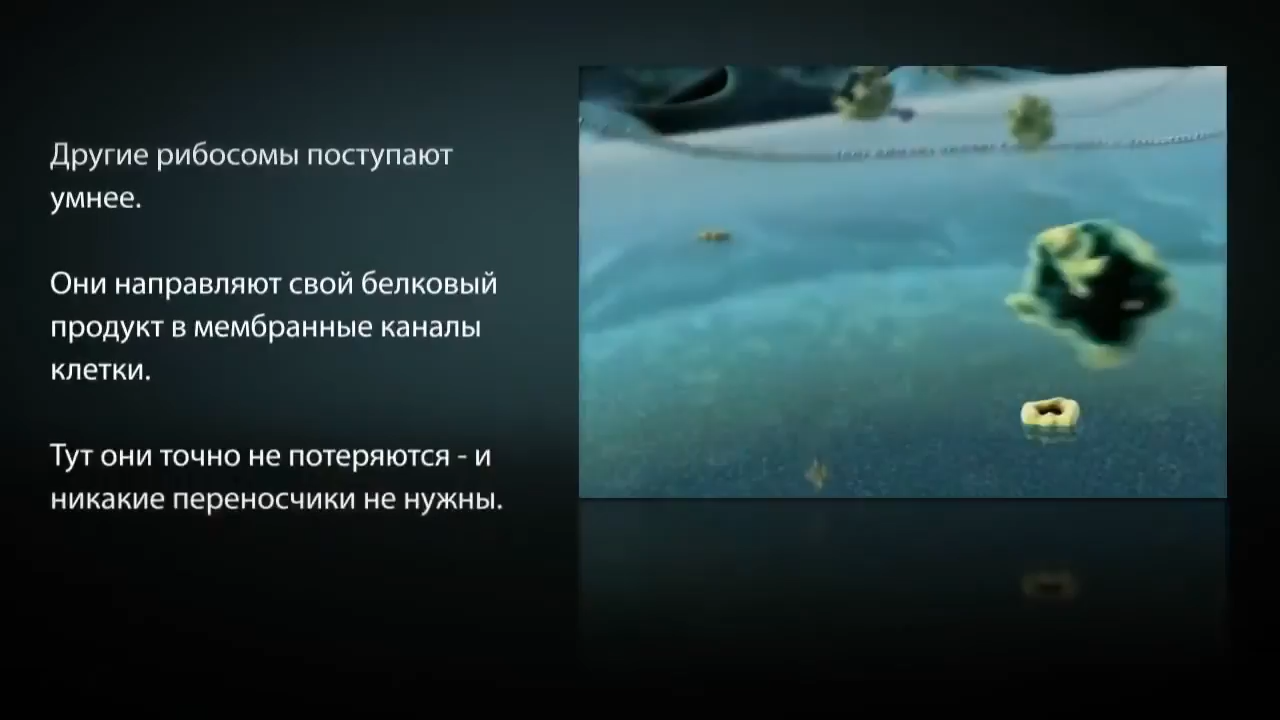 Другие рибосомы поступают
умнее.
Они направляют свой белковый
продукт в мембранные каналы
клетки.
Тут они точно не потеряются - и
никакие переносчики не нужны.